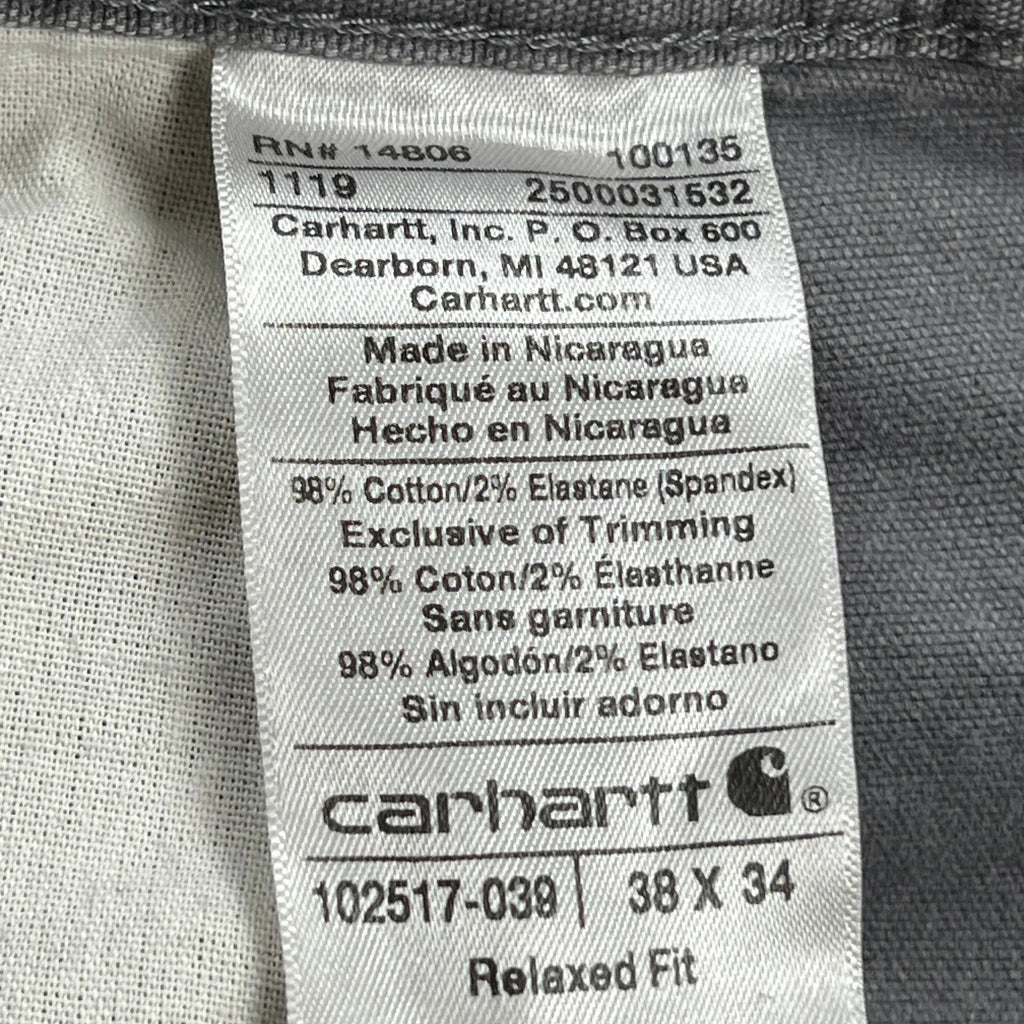 RN# 14806 100135
1119 2500031532
Carhartt, Inc. P. O. Box 600
Dearborn, MI 48121 USA
Carhartt.com
Made in Nicaragua
Fabriqué au Nicaragua
Hecho en Nicaragua
98% Cotton/2% Elastane (Spandex)
Exclusive of Trimming
98% Coton/2% Élasthanne
Sans garniture
98% Algodón/2% Elastano
Sin incluir adorno
carhartt ®
102517-039 | 38 X 34
Relaxed Fit